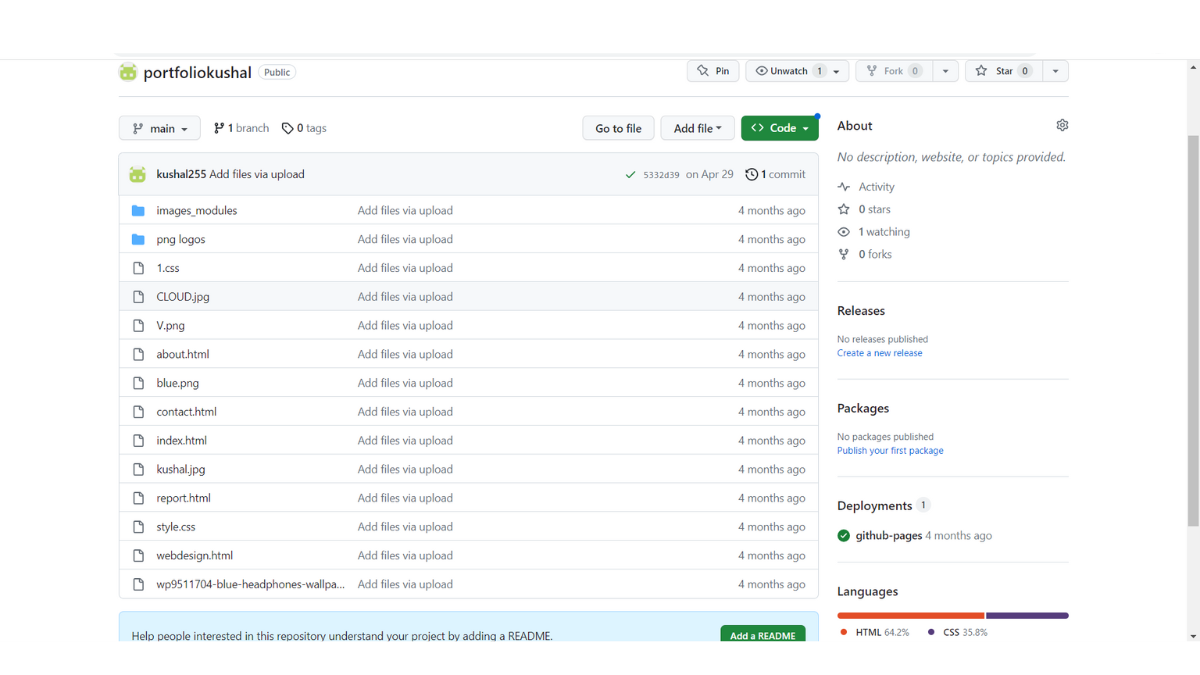 portfoliokushal Public Pin Unwatch 1 Fork 0 Star 0
main 1 branch 0 tags Go to file Add file Code
kushal255 Add files via upload 5332d39 on Apr 29 1 commit
images_modules Add files via upload 4 months ago
png logos Add files via upload 4 months ago
1.css Add files via upload 4 months ago
CLOUD.jpg Add files via upload 4 months ago
V.png Add files via upload 4 months ago
about.html Add files via upload 4 months ago
blue.png Add files via upload 4 months ago
contact.html Add files via upload 4 months ago
index.html Add files via upload 4 months ago
kushal.jpg Add files via upload 4 months ago
report.html Add files via upload 4 months ago
style.css Add files via upload 4 months ago
webdesign.html Add files via upload 4 months ago
wp9511704-blue-headphones-wallpa... Add files via upload 4 months ago
Help people interested in this repository understand your project by adding a README. Add a README
About
No description, website, or topics provided.
Activity
0 stars
1 watching
0 forks
Releases
No releases published
Create a new release
Packages
No packages published
Publish your first package
Deployments 1
github-pages 4 months ago
Languages
HTML 64.2% CSS 35.8%